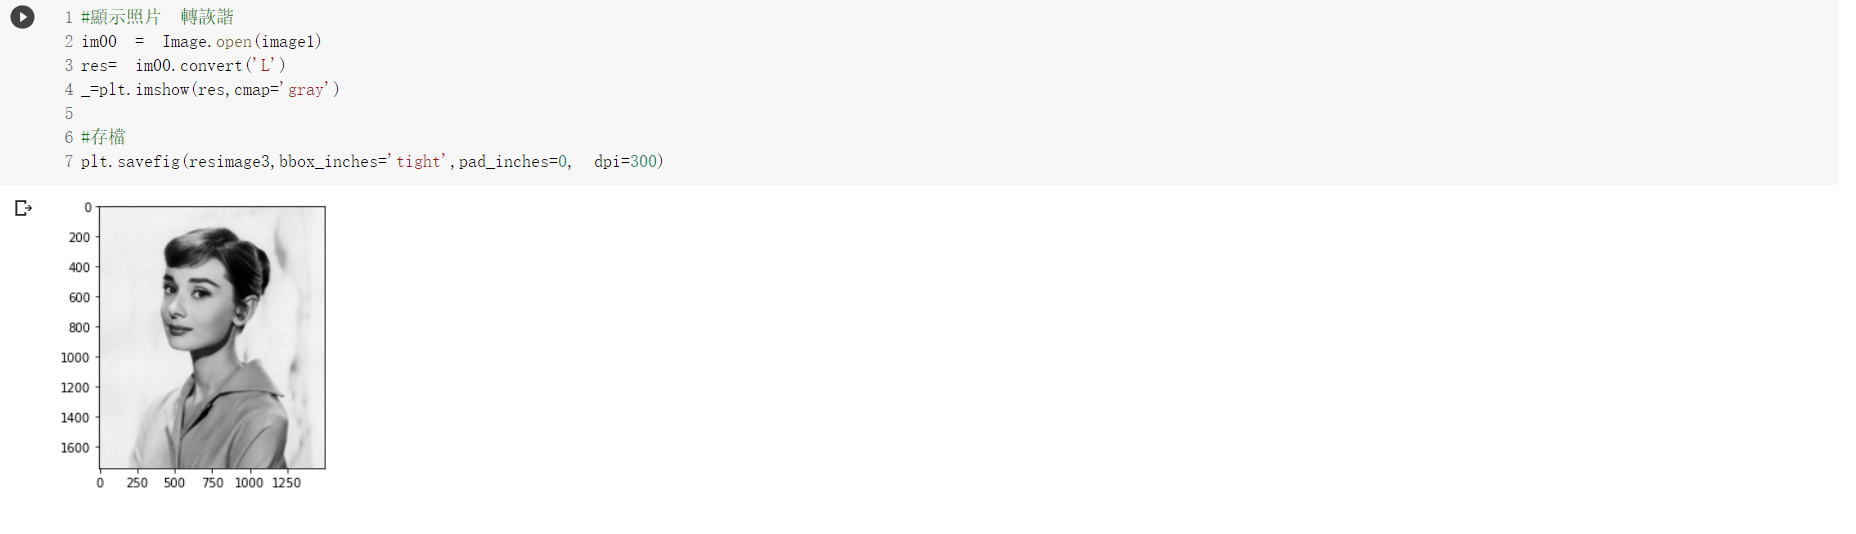 1 #顯示照片  轉詼諧
2 im00  =  Image.open(image1)
3 res=  im00.convert('L')
4 _=plt.imshow(res,cmap='gray')
5
6 #存檔
7 plt.savefig(resimage3,bbox_inches='tight',pad_inches=0,  dpi=300)
0
200
400
600
800
1000
1200
1400
1600
0 250 500 750 1000 1250